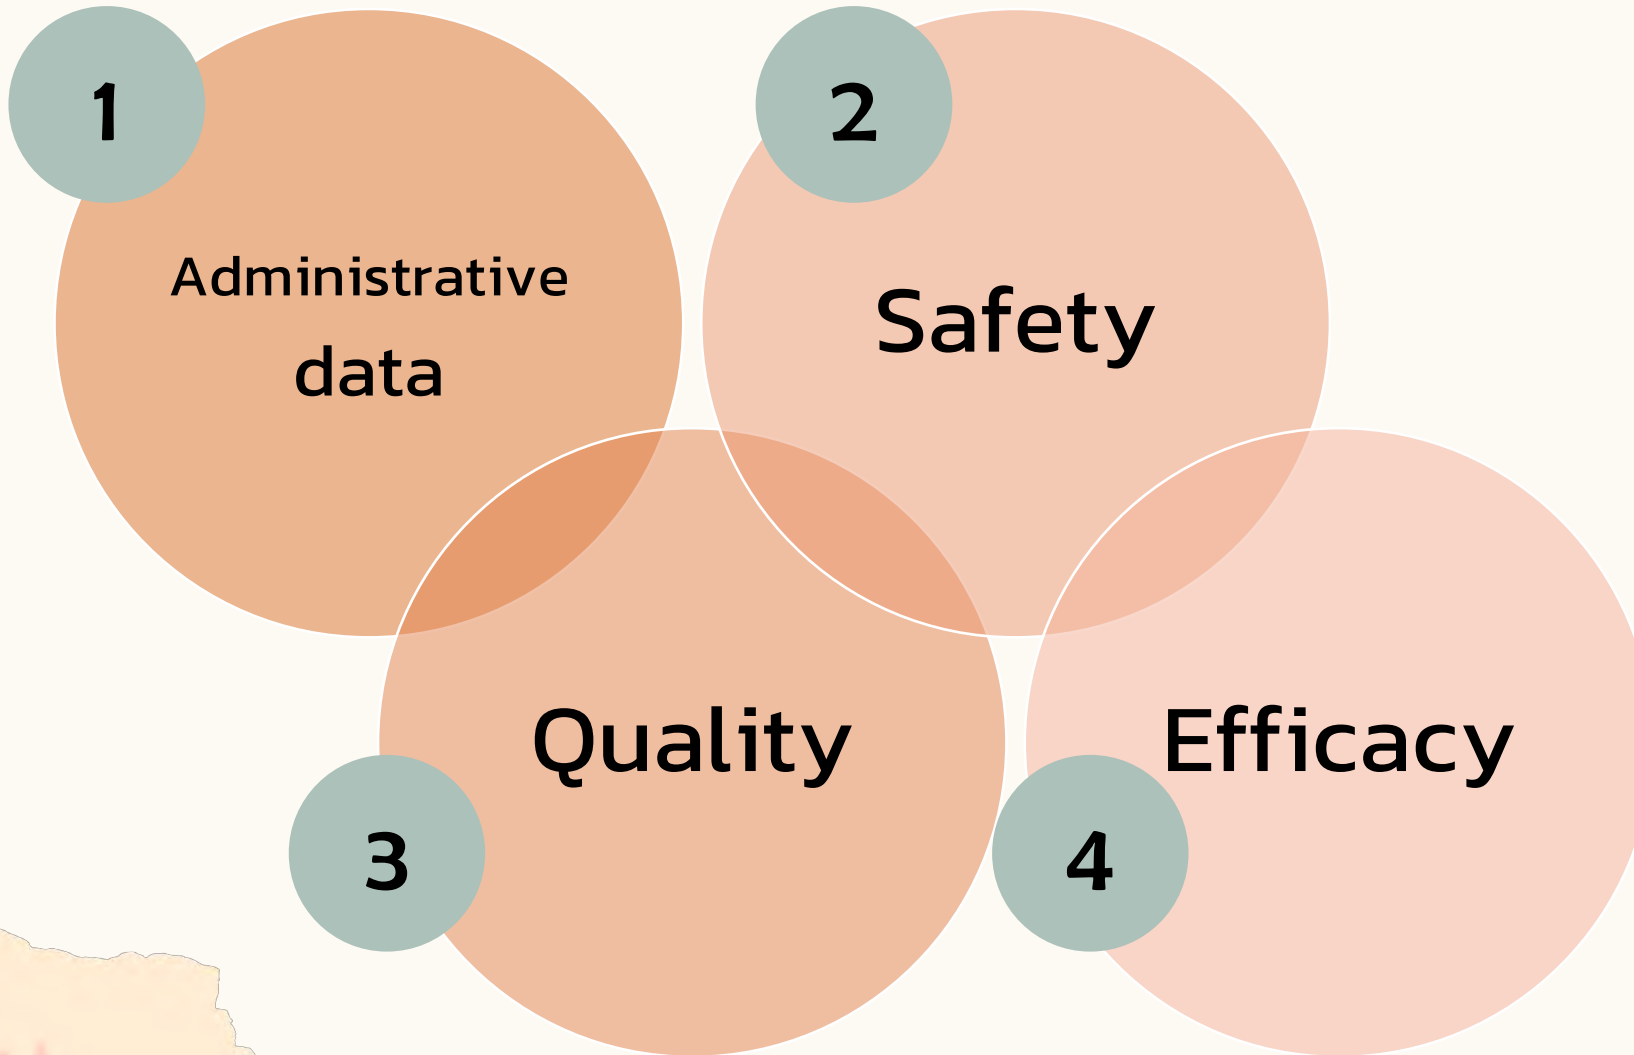 1
Administrative
data
2
Safety
3
Quality
4
Efficacy